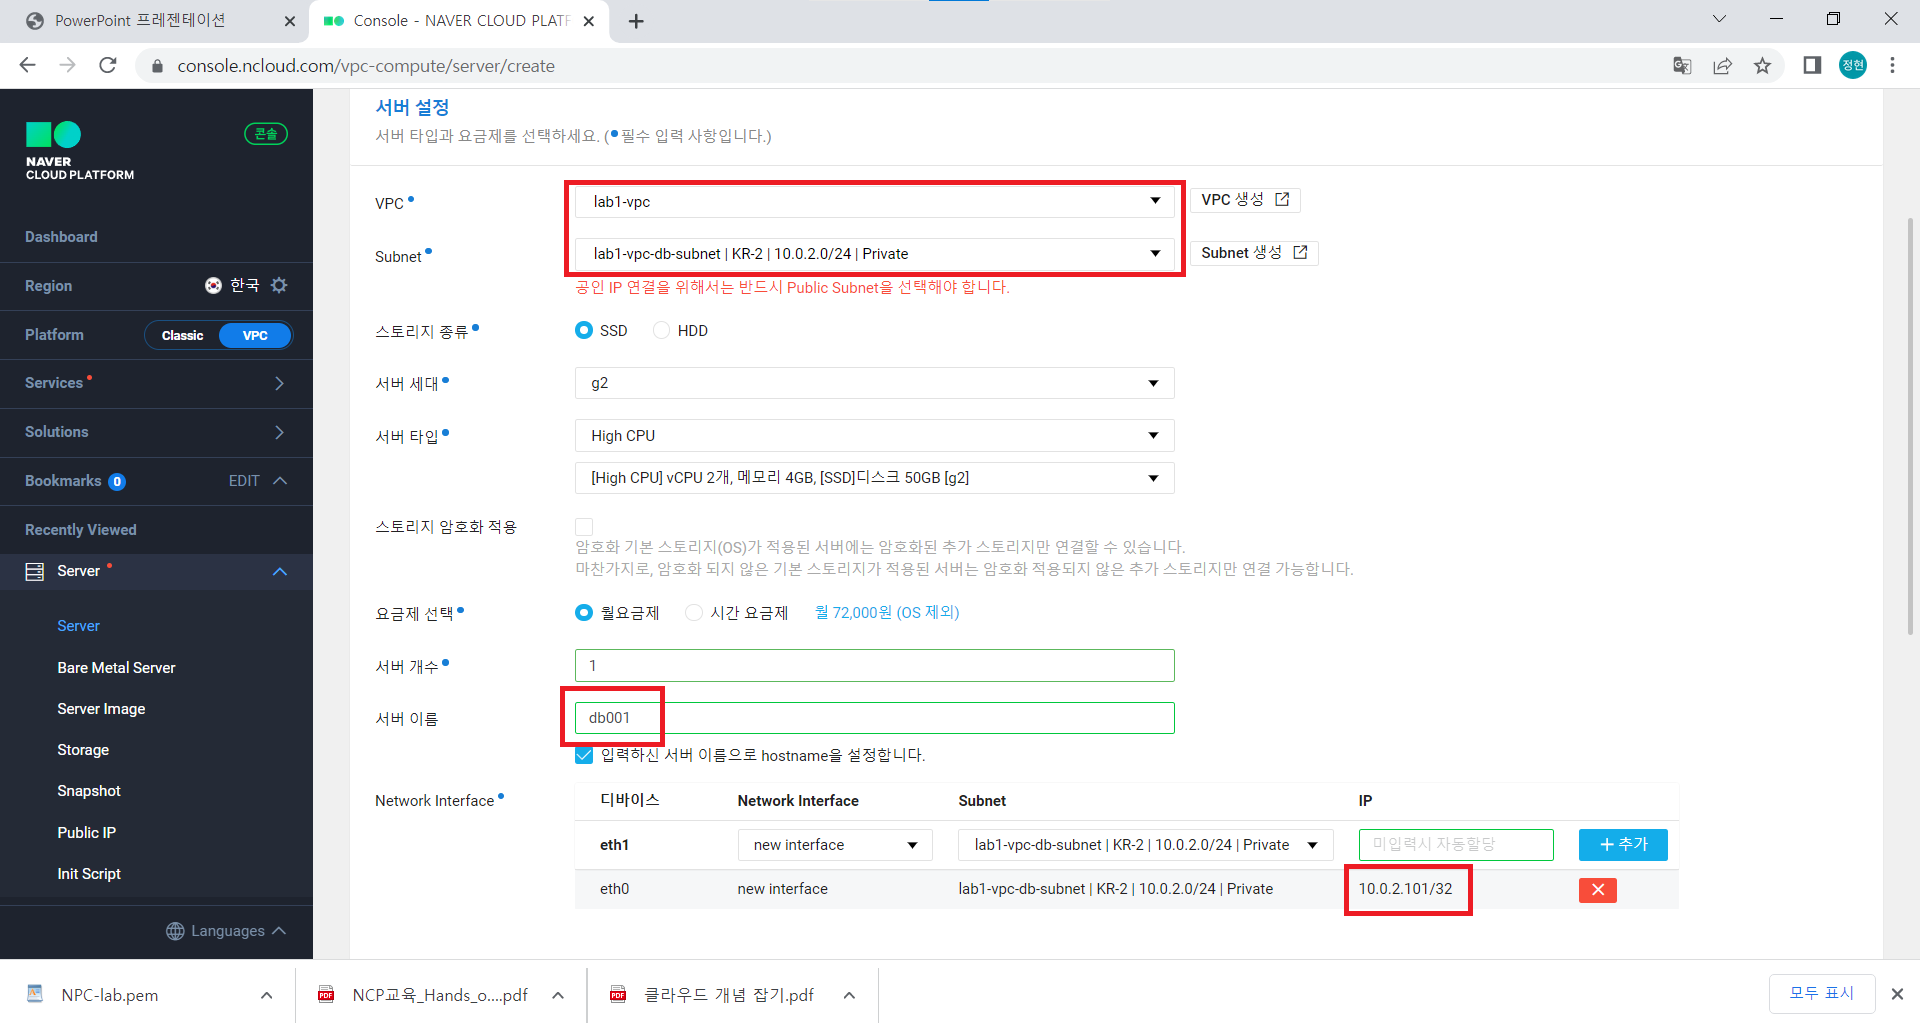 PowerPoint 프레젠테이션
Console - NAVER CLOUD PLATF
console.ncloud.com/vpc-compute/server/create
정현
NAVER
CLOUD PLATFORM
콘솔
Dashboard
Region 한국
Platform Classic VPC
Services
Solutions
Bookmarks 0 EDIT
Recently Viewed
Server
Server
Bare Metal Server
Server Image
Storage
Snapshot
Public IP
Init Script
Languages
서버 설정
서버 타입과 요금제를 선택하세요. (•필수 입력 사항입니다.)
VPC• lab1-vpc VPC 생성
Subnet• lab1-vpc-db-subnet | KR-2 | 10.0.2.0/24 | Private Subnet 생성
공인 IP 연결을 위해서는 반드시 Public Subnet을 선택해야 합니다.
스토리지 종류• SSD HDD
서버 세대• g2
서버 타입• High CPU
[High CPU] vCPU 2개, 메모리 4GB, [SSD]디스크 50GB [g2]
스토리지 암호화 적용
암호화 기본 스토리지(OS)가 적용된 서버에는 암호화된 추가 스토리지만 연결할 수 있습니다.
마찬가지로, 암호화 되지 않은 기본 스토리지가 적용된 서버는 암호화 적용되지 않은 추가 스토리지만 연결 가능합니다.
요금제 선택• 월요금제 시간 요금제 월 72,000원 (OS 제외)
서버 개수• 1
서버 이름 db001
입력하신 서버 이름으로 hostname을 설정합니다.
Network Interface• 디바이스 Network Interface Subnet IP
eth1 new interface lab1-vpc-db-subnet | KR-2 | 10.0.2.0/24 | Private 미입력시 자동할당 + 추가
eth0 new interface lab1-vpc-db-subnet | KR-2 | 10.0.2.0/24 | Private 10.0.2.101/32
NPC-lab.pem
PDF NCP교육_Hands_o....pdf
PDF 클라우드 개념 잡기.pdf
모두 표시